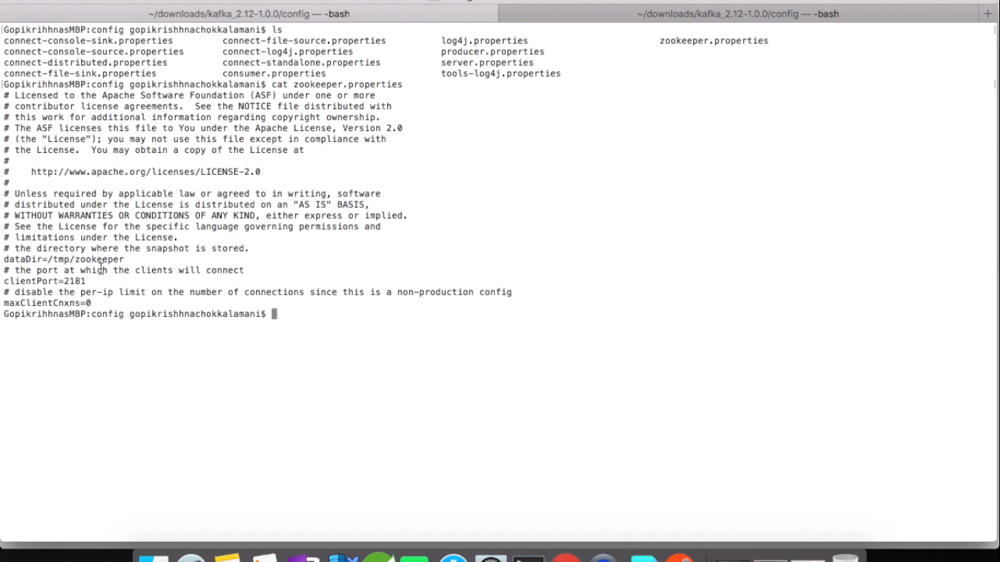 ~/downloads/kafka_2.12-1.0.0/config — -bash
~/downloads/kafka_2.12-1.0.0/config — -bash
[GopikrihhnasMBP:config gopikrishhnachokkalamani$ ls ]
connect-console-sink.properties connect-file-source.properties log4j.properties zookeeper.properties
connect-console-source.properties connect-log4j.properties producer.properties
connect-distributed.properties connect-standalone.properties server.properties
connect-file-sink.properties consumer.properties tools-log4j.properties
[GopikrihhnasMBP:config gopikrishhnachokkalamani$ cat zookeeper.properties ]
# Licensed to the Apache Software Foundation (ASF) under one or more
# contributor license agreements.  See the NOTICE file distributed with
# this work for additional information regarding copyright ownership.
# The ASF licenses this file to You under the Apache License, Version 2.0
# (the "License"); you may not use this file except in compliance with
# the License.  You may obtain a copy of the License at
#
#    http://www.apache.org/licenses/LICENSE-2.0
#
# Unless required by applicable law or agreed to in writing, software
# distributed under the License is distributed on an "AS IS" BASIS,
# WITHOUT WARRANTIES OR CONDITIONS OF ANY KIND, either express or implied.
# See the License for the specific language governing permissions and
# limitations under the License.
# the directory where the snapshot is stored.
dataDir=/tmp/zookeeper
# the port at which the clients will connect
clientPort=2181
# disable the per-ip limit on the number of connections since this is a non-production config
maxClientCnxns=0
GopikrihhnasMBP:config gopikrishhnachokkalamani$